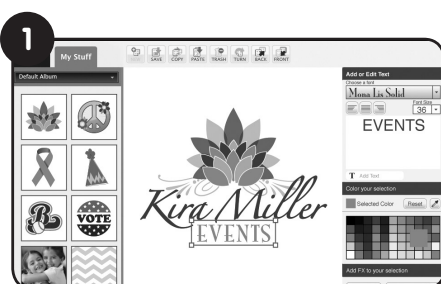 1
My Stuff
SAVE COPY PASTE TRASH TURN BACK FRONT
Default Album
B
VOTE
Kira Miller
EVENTS
Add or Edit Text
Choose a font
Mona Lis Solid
Font Size
36
EVENTS
T Add Text
Color your selection
Selected Color Reset
Add FX to your selection